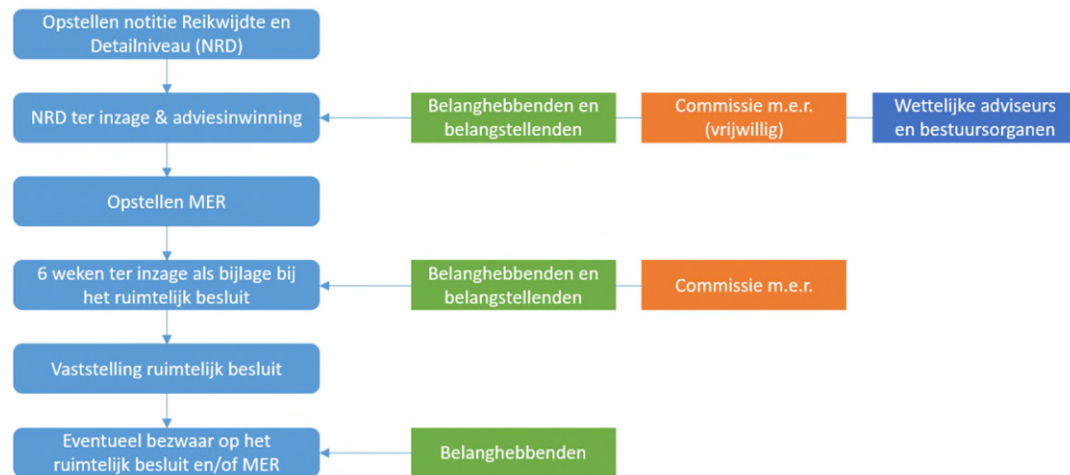 Opstellen notitie Reikwijdte en
Detailniveau (NRD)
NRD ter inzage & adviesinwinning
Belanghebbenden en
belangstellenden
Commissie m.e.r.
(vrijwillig)
Wettelijke adviseurs
en bestuursorganen
Opstellen MER
6 weken ter inzage als bijlage bij
het ruimtelijk besluit
Belanghebbenden en
belangstellenden
Commissie m.e.r.
Vaststelling ruimtelijk besluit
Eventueel bezwaar op het
ruimtelijk besluit en/of MER
Belanghebbenden